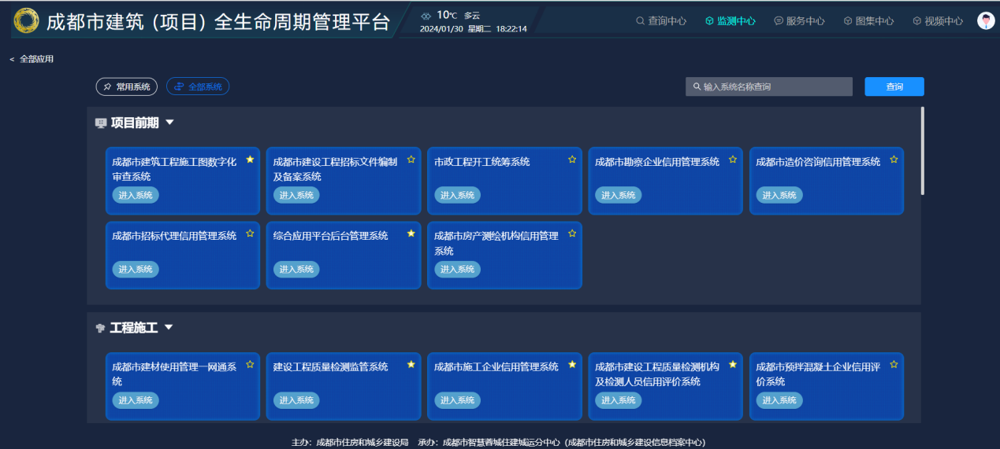 成都市建筑（项目）全生命周期管理平台
10℃ 多云
2024/01/30 星期二 18:22:14
查询中心 监测中心 服务中心 图集中心 视频中心
< 全部应用
常用系统 全部系统 输入系统名称查询 查询
项目前期
成都市建筑工程施工图数字化
审查系统
进入系统
成都市建设工程招标文件编制
及备案系统
进入系统
市政工程开工统筹系统
进入系统
成都市勘察企业信用管理系统
进入系统
成都市造价咨询信用管理系统
进入系统
成都市招标代理信用管理系统
进入系统
综合应用平台后台管理系统
进入系统
成都市房产测绘机构信用管理
系统
进入系统
工程施工
成都市建材使用管理一网通系
统
进入系统
建设工程质量检测监管系统
进入系统
成都市施工企业信用管理系统
进入系统
成都市建设工程质量检测机构
及检测人员信用评价系统
进入系统
成都市预拌混凝土企业信用评
价系统
进入系统
主办：成都市住房和城乡建设局 承办：成都市智慧蓉城住建城运分中心（成都市住房和城乡建设信息档案中心）